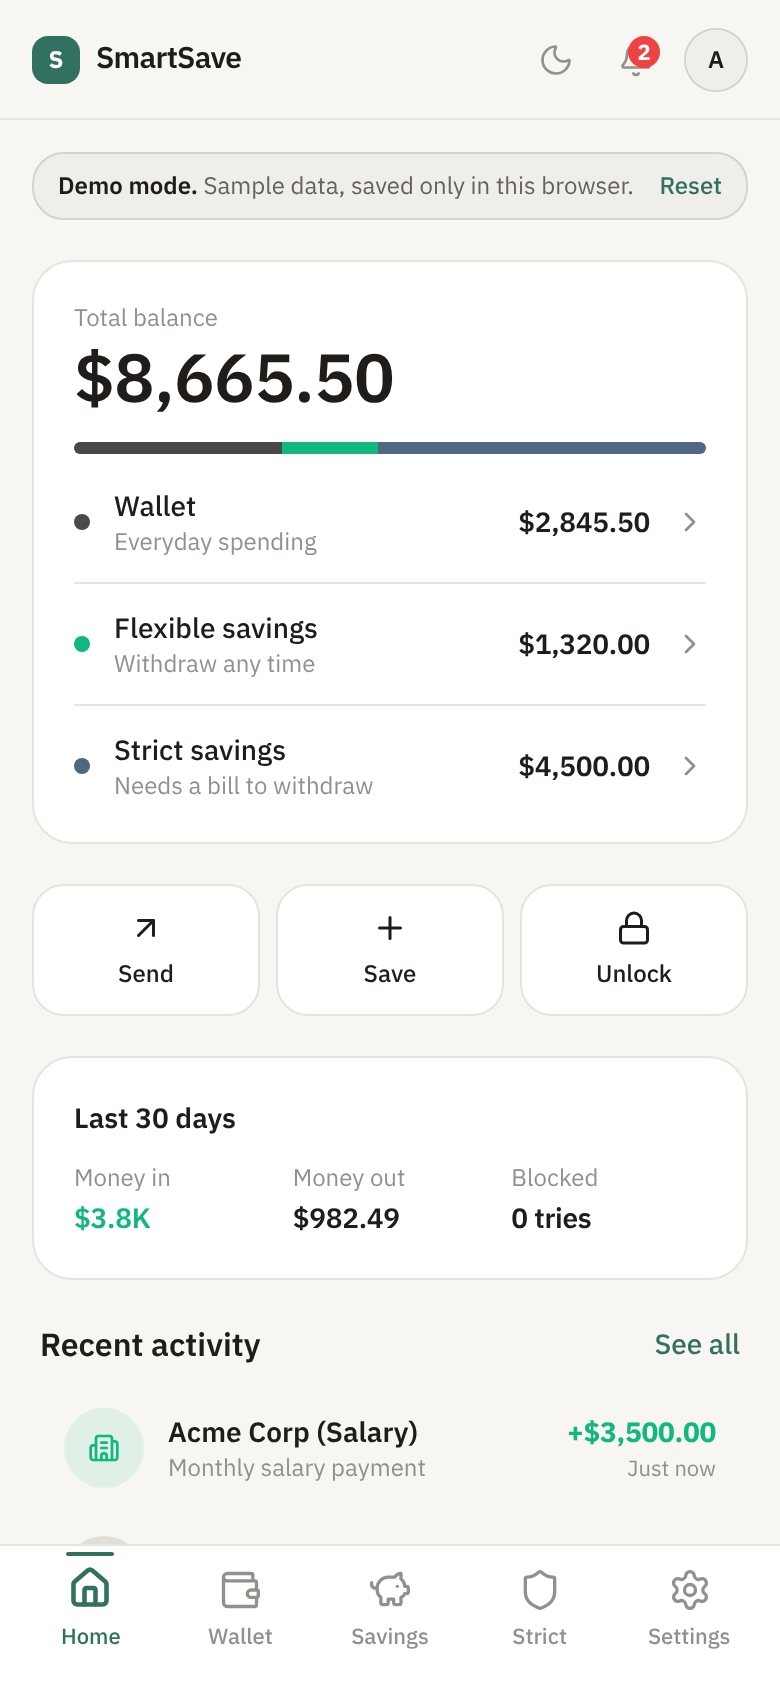 S SmartSave 2 A
Demo mode. Sample data, saved only in this browser. Reset
Total balance
$8,665.50
Wallet
Everyday spending
$2,845.50
Flexible savings
Withdraw any time
$1,320.00
Strict savings
Needs a bill to withdraw
$4,500.00
Send Save Unlock
Last 30 days
Money in Money out Blocked
$3.8K $982.49 0 tries
Recent activity See all
Acme Corp (Salary) +$3,500.00
Monthly salary payment Just now
Home Wallet Savings Strict Settings